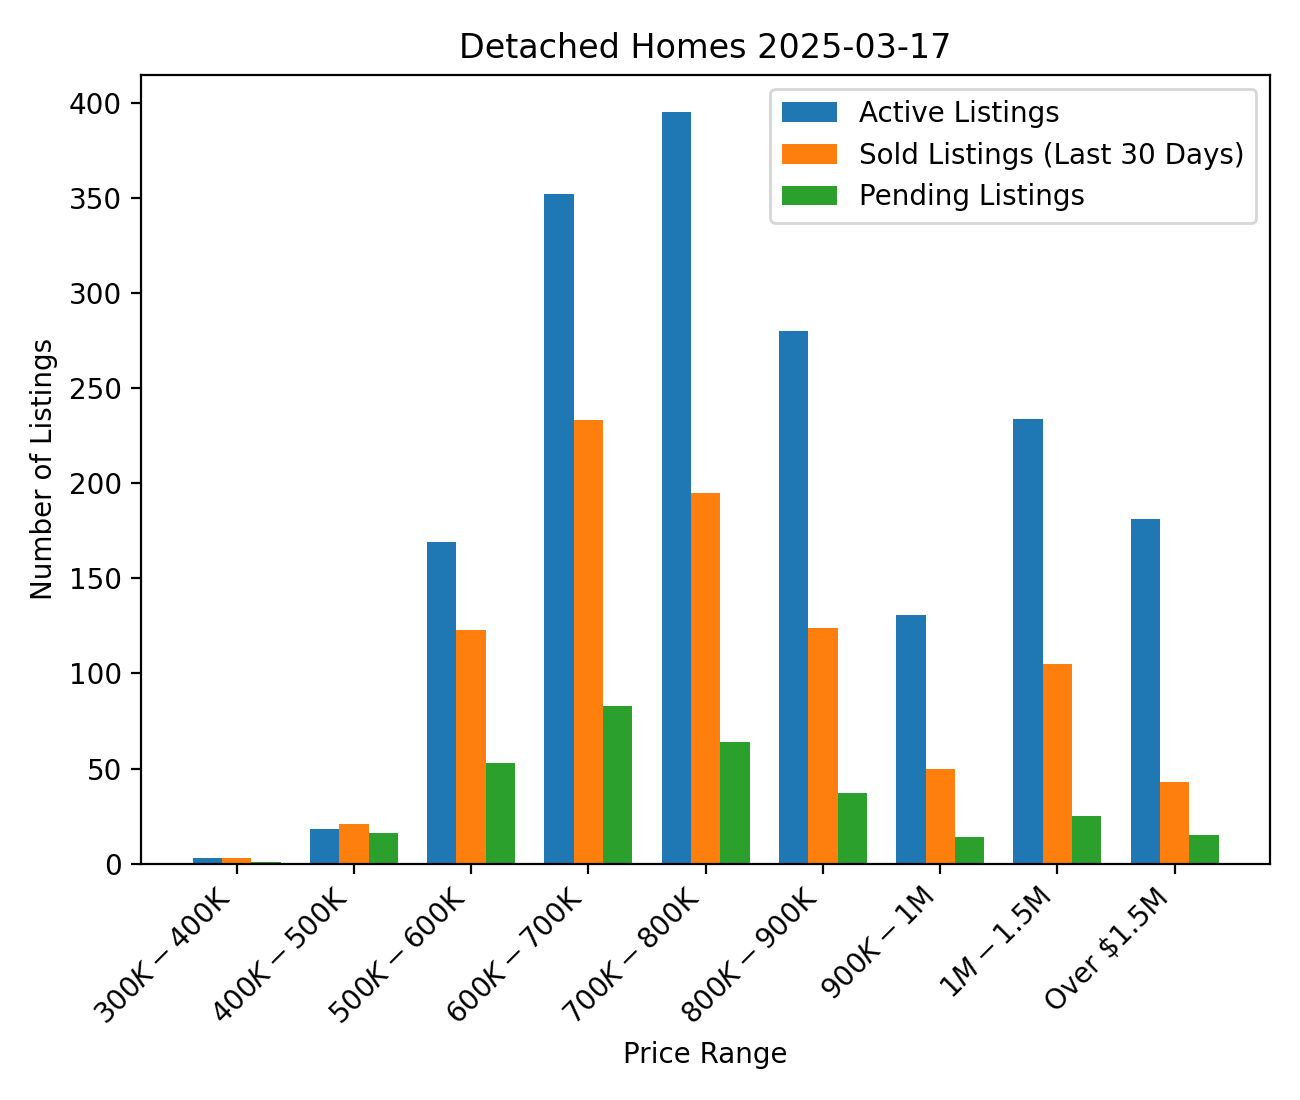 Detached Homes 2025-03-17
Active Listings
Sold Listings (Last 30 Days)
Pending Listings
Number of Listings
400
350
300
250
200
150
100
50
0
300K − 400K
400K − 500K
500K − 600K
600K − 700K
700K − 800K
800K − 900K
900K − 1M
1M − 1.5M
Over $1.5M
Price Range